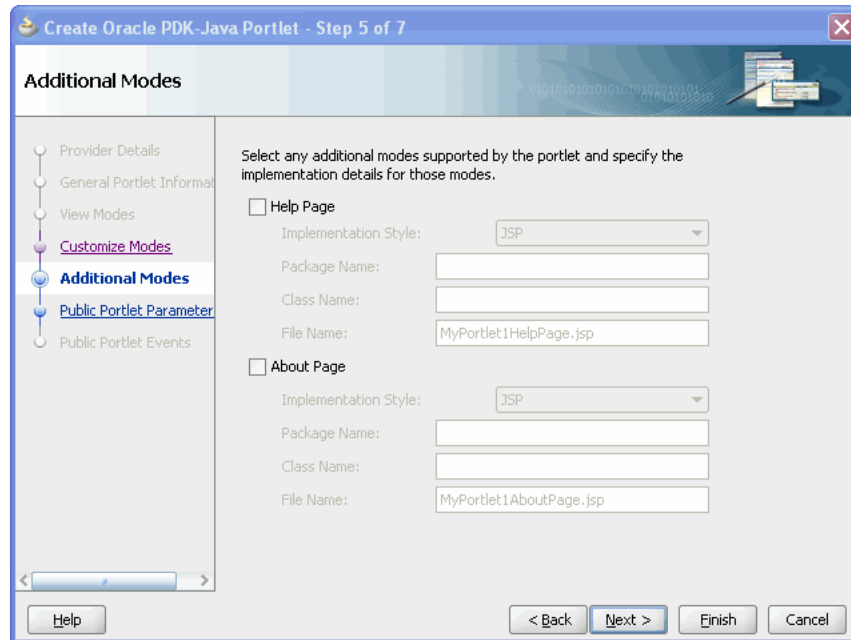 Create Oracle PDK-Java Portlet - Step 5 of 7
Additional Modes
Provider Details
General Portlet Informat
View Modes
Customize Modes
Additional Modes
Public Portlet Parameter
Public Portlet Events
Select any additional modes supported by the portlet and specify the
implementation details for those modes.
Help Page
Implementation Style: JSP
Package Name:
Class Name:
File Name: MyPortlet1HelpPage.jsp
About Page
Implementation Style: JSP
Package Name:
Class Name:
File Name: MyPortlet1AboutPage.jsp
Help < Back Next > Finish Cancel